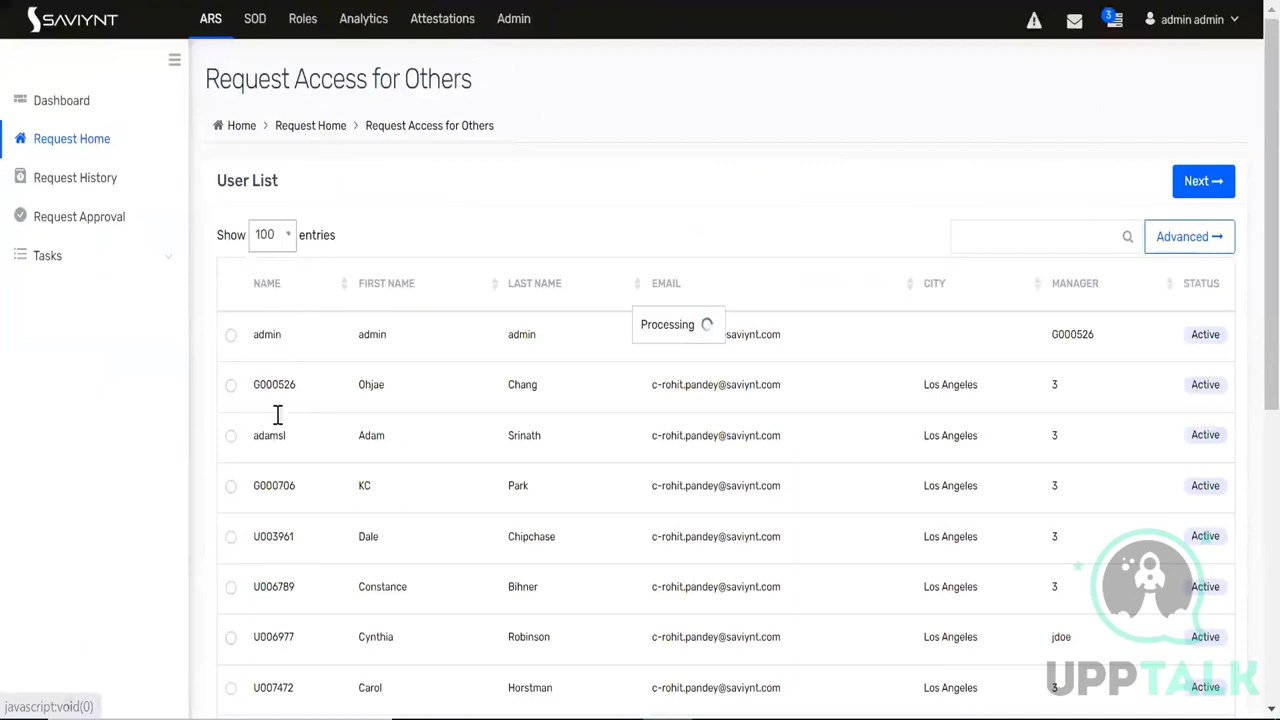 SAVIYNT ARS SOD Roles Analytics Attestations Admin 3 admin admin
Request Access for Others
Dashboard
Home > Request Home > Request Access for Others
Request Home
Request History
User List Next →
Request Approval
Show 100 entries Advanced →
Tasks
NAME FIRST NAME LAST NAME EMAIL CITY MANAGER STATUS
Processing
admin admin admin saviynt.com G000526 Active
G000526 Ohjae Chang c-rohit.pandey@saviynt.com Los Angeles 3 Active
adamsl Adam Srinath c-rohit.pandey@saviynt.com Los Angeles 3 Active
G000706 KC Park c-rohit.pandey@saviynt.com Los Angeles 3 Active
U003961 Dale Chipchase c-rohit.pandey@saviynt.com Los Angeles 3 Active
U006789 Constance Bihner c-rohit.pandey@saviynt.com Los Angeles 3 Active
U006977 Cynthia Robinson c-rohit.pandey@saviynt.com Los Angeles jdoe Active
U007472 Carol Horstman c-rohit.pandey@saviynt.com Los Angeles 3 Active
UPPTALK
javascript:void(0)